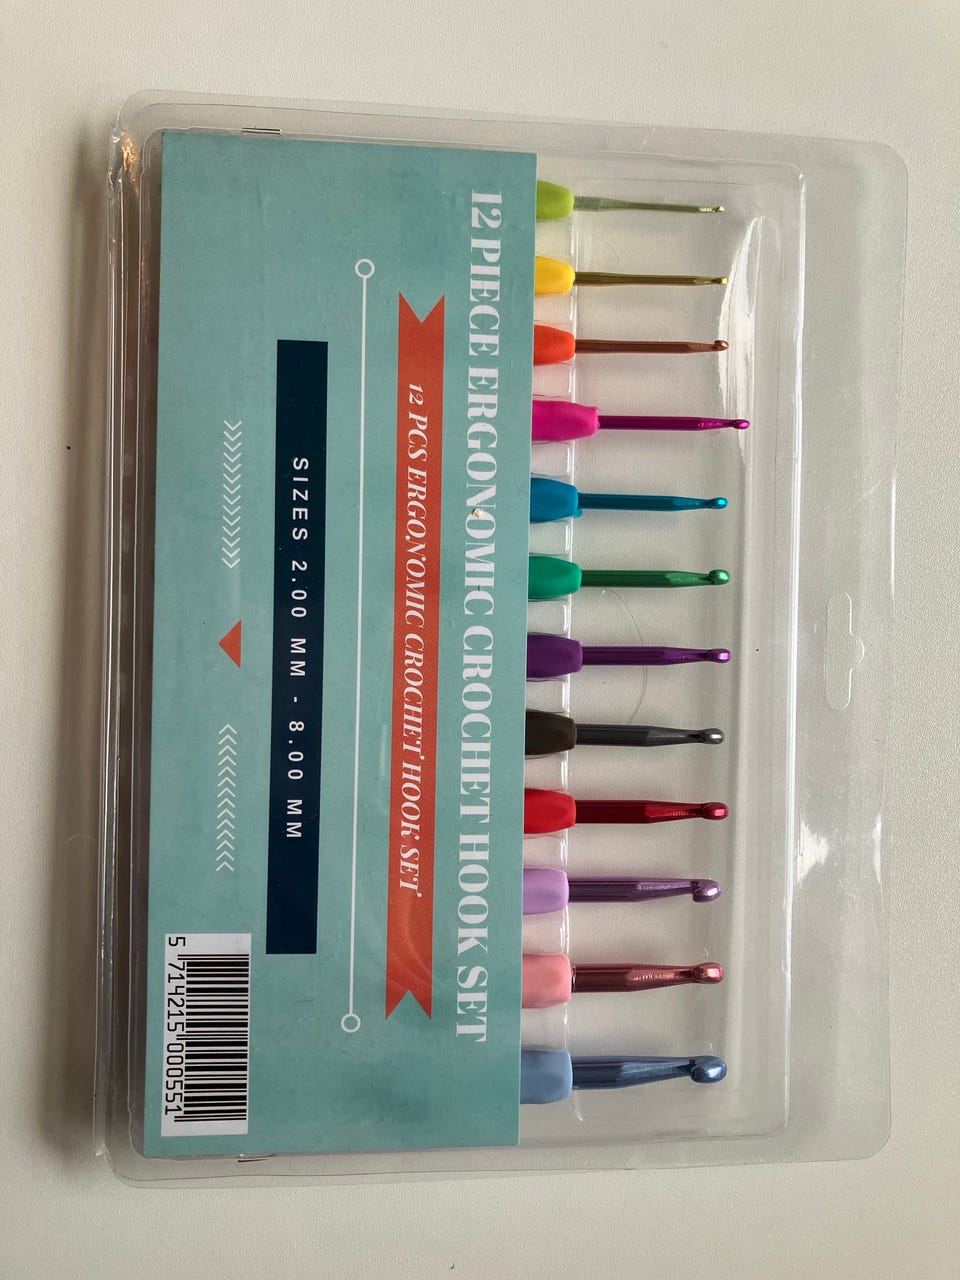 12 PIECE ERGONOMIC CROCHET HOOK SET
12 PCS ERGONOMIC CROCHET HOOK SET
SIZES 2.00 MM - 8.00 MM
5 714215 000551